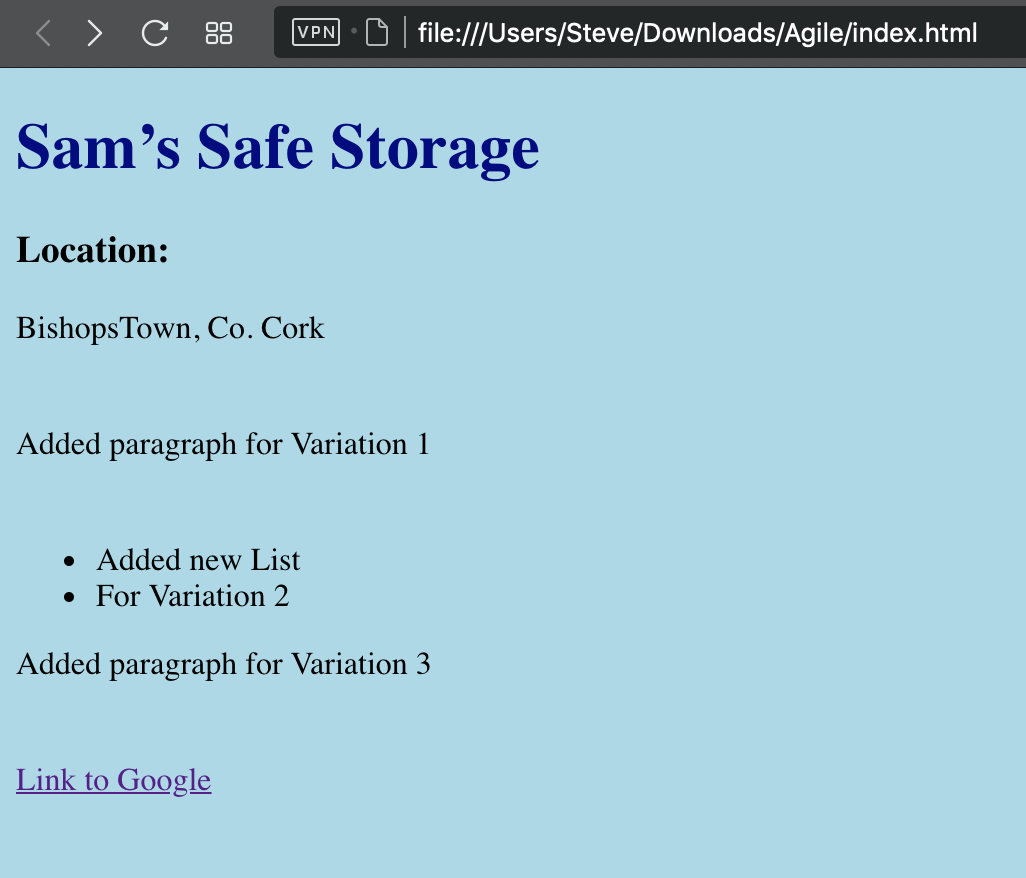 VPN
file:///Users/Steve/Downloads/Agile/index.html
Sam’s Safe Storage
Location:
BishopsTown, Co. Cork
Added paragraph for Variation 1
• Added new List
• For Variation 2
Added paragraph for Variation 3
Link to Google